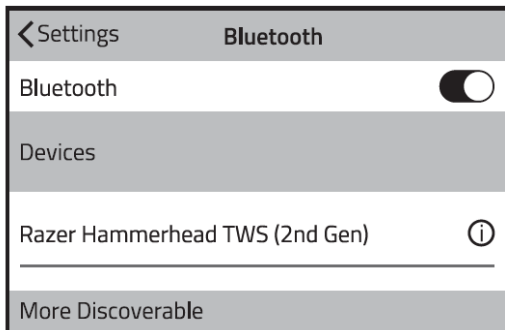 Settings Bluetooth
Bluetooth
Devices
Razer Hammerhead TWS (2nd Gen)
More Discoverable